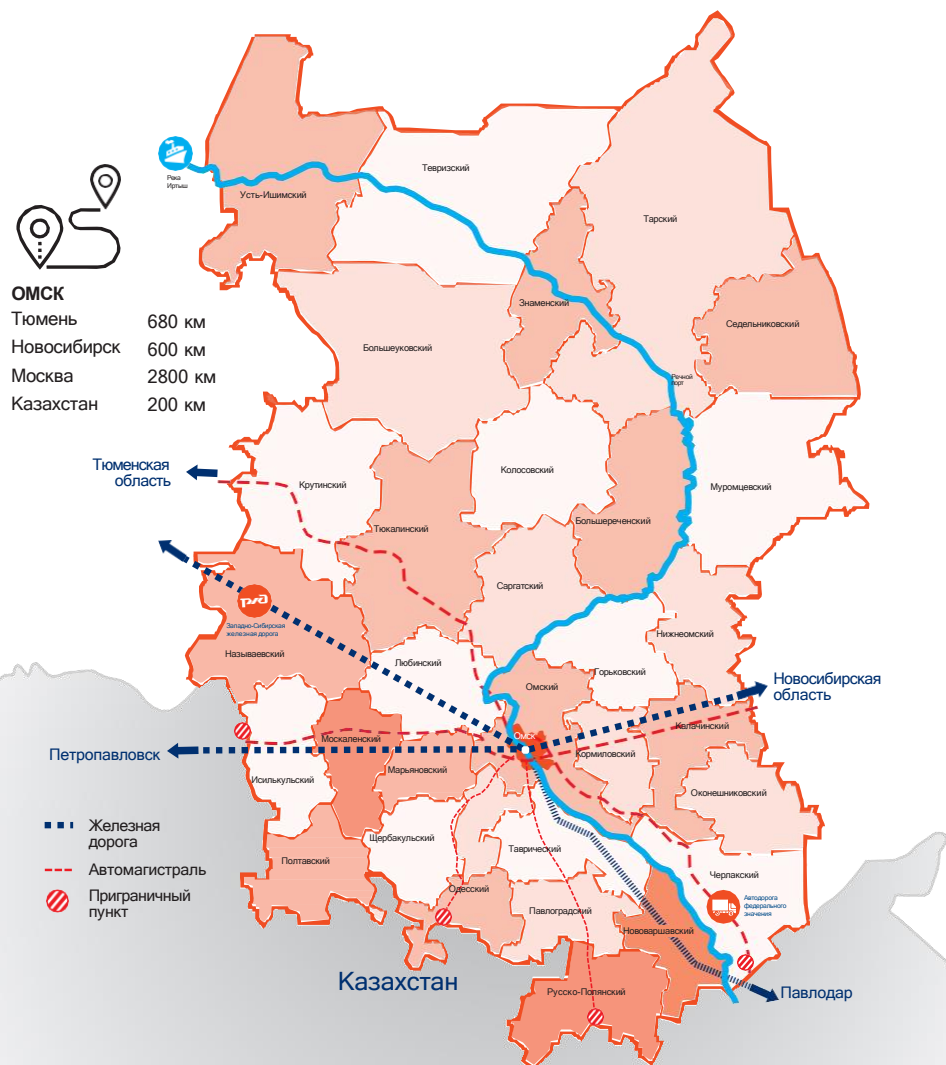 Река
Иртыш
Тевризский
Усть-Ишимский
Тарский
ОМСК
Тюмень 680 км
Новосибирск 600 км
Москва 2800 км
Казахстан 200 км
Знаменский
Седельниковский
Большеуковский
Речной
порт
Тюменская
область
Крутинский
Колосовский
Муромцевский
Тюкалинский
Большереченский
Саргатский
РЖД
Западно-Сибирская
железная дорога
Называевский
Нижнеомский
Любинский
Горьковский
Омский
Новосибирская
область
Петропавловск
Москаленский
ОМСК
Кормиловский
Калачинский
Марьяновский
Исилькульский
Оконешниковский
Железная
дорога
Щербакульский
Таврический
Полтавский
Автомагистраль
Одесский
Черлакский
Приграничный
пункт
Павлоградский
Автодорога
федерального
значения
Нововаршавский
Казахстан
Русско-Полянский
Павлодар